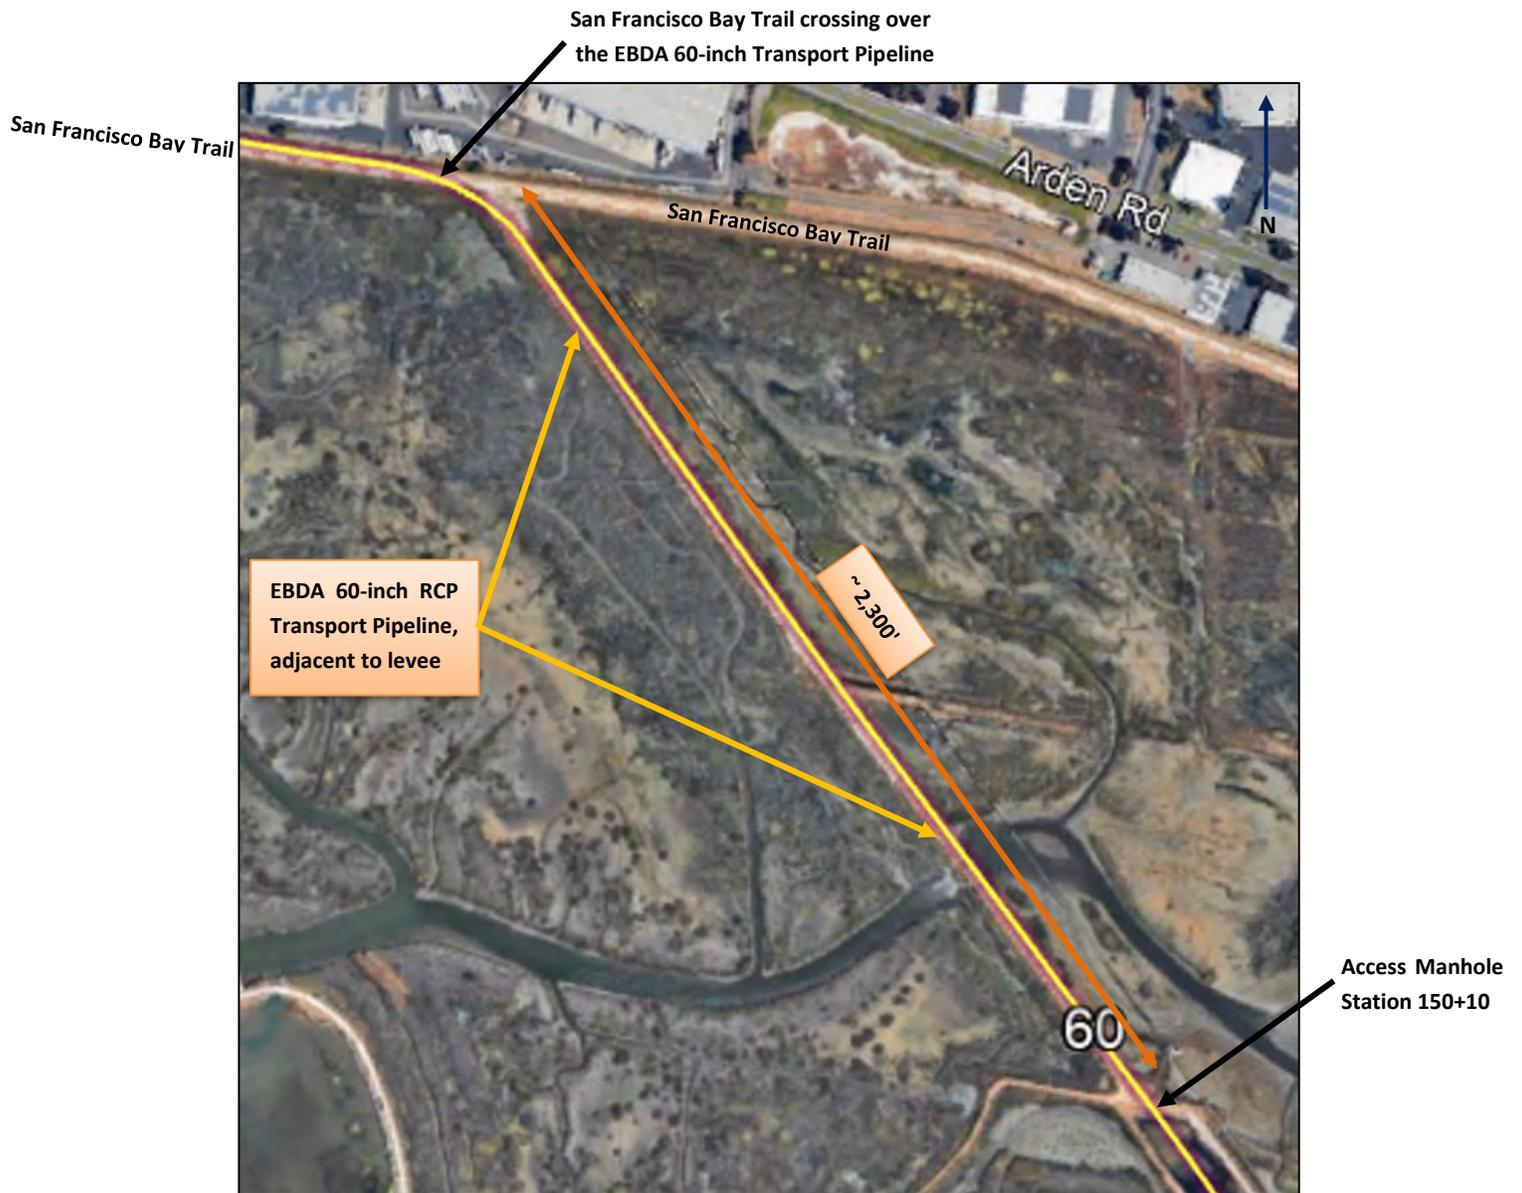 San Francisco Bay Trail crossing over
the EBDA 60-inch Transport Pipeline
San Francisco Bay Trail
Arden Rd
San Francisco Bay Trail
N
~ 2,300'
EBDA 60-inch RCP
Transport Pipeline,
adjacent to levee
Access Manhole
Station 150+10
60